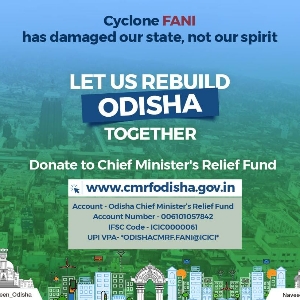 Cyclone FANI
has damaged our state, not our spirit
LET US REBUILD
ODISHA
TOGETHER
Donate to Chief Minister's Relief Fund
www.cmrfodisha.gov.in
Account - Odisha Chief Minister's Relief Fund
Account Number - 006101057842
IFSC Code - ICIC0000061
UPI VPA- "ODISHACMRF.FANI@ICICI"
een_Odisha